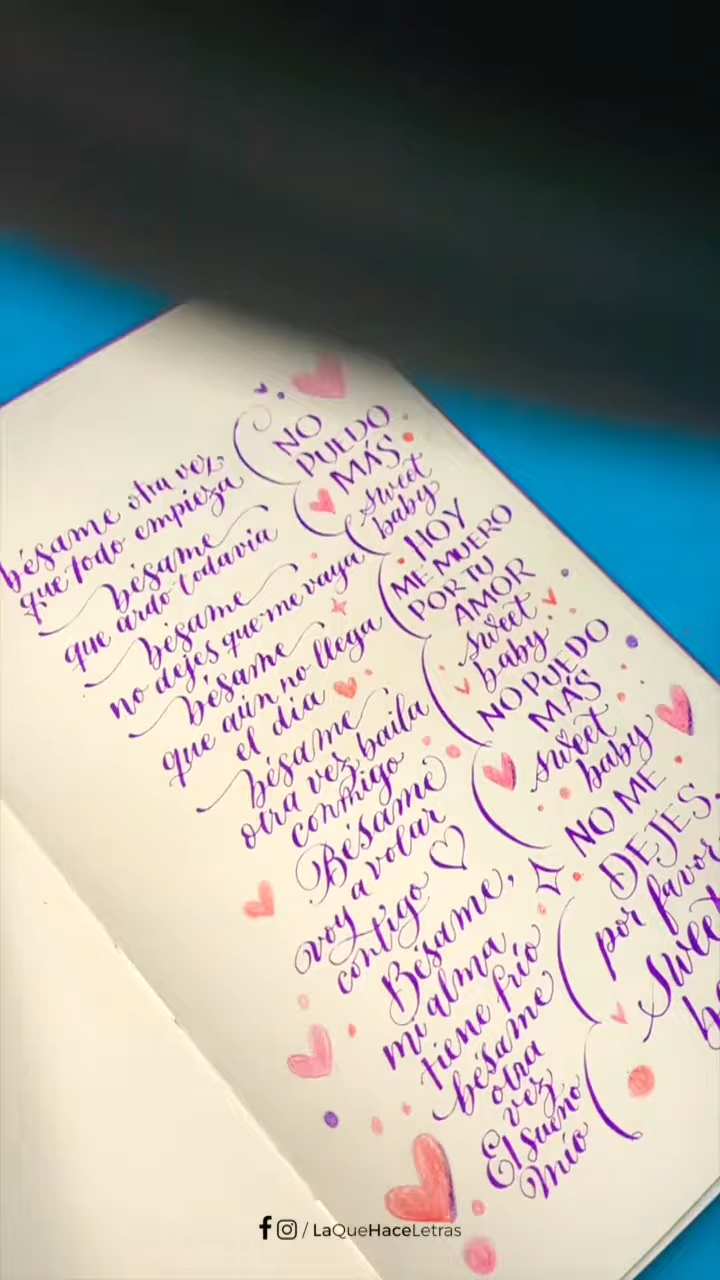 bésame otra vez
que todo empieza
bésame
que ardo todavía
bésame
no dejes que me vaya
bésame
que aún no llega
el día
bésame
otra vez, baila
conmigo
Bésame
voy a volar
contigo
Bésame,
mi alma
tiene frío
bésame
otra
vez
El sueño
mío
NO
PUEDO
MÁS
sweet
baby
HOY
ME MUERO
POR TU
AMOR
sweet
baby
NO PUEDO
MÁS
sweet
baby
NO ME
DEJES,
por favor
/ LaQueHaceLetras